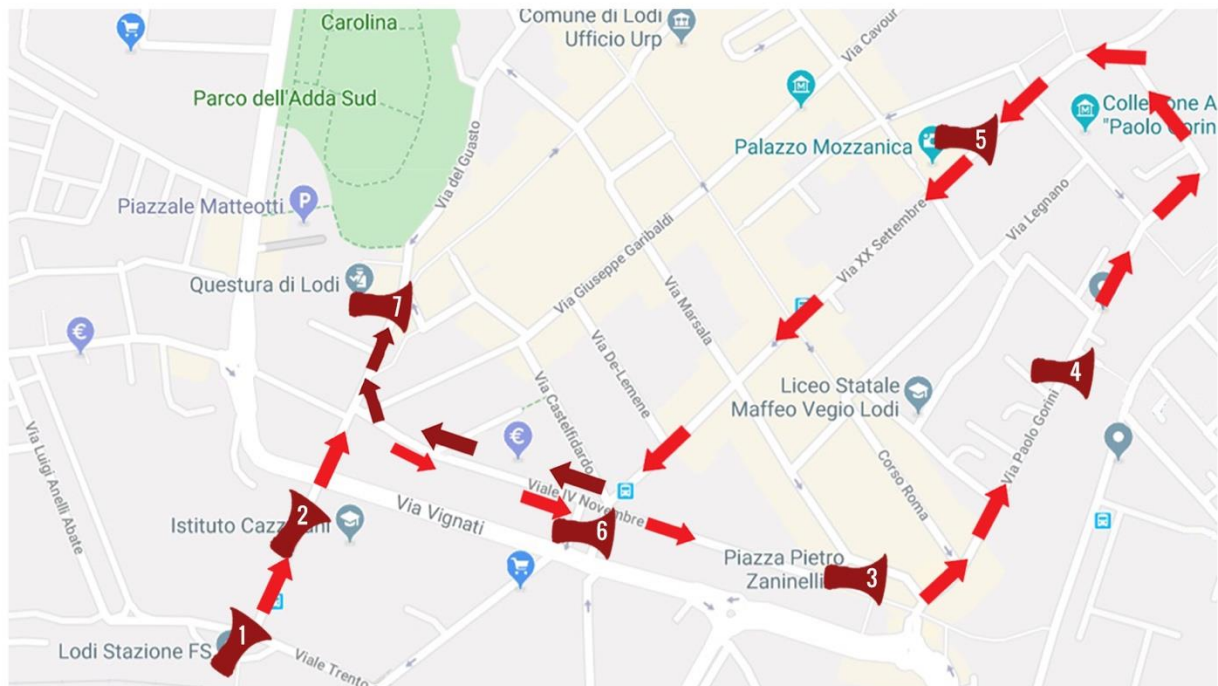 Carolina
Comune di Lodi
Ufficio Urp
Via Cavour
Parco dell'Adda Sud
Collezione A
"Paolo Gorin
5
Palazzo Mozzanica
Via del Guasto
Piazzale Matteotti
P
Via Legnano
Via XX Settembre
Via Giuseppe Garibaldi
Questura di Lodi
7
Via Marsala
€
Via De-Lemene
4
Liceo Statale
Maffeo Vegio Lodi
Via Castelfidardo
€
Via Luigi Anelli Abate
Corso Roma
Via Paolo Gorini
Viale IV Novembre
Via Vignati
2
Istituto Cazz
ani
6
Piazza Pietro
Zaninelli
3
1
Lodi Stazione FS
Viale Trento